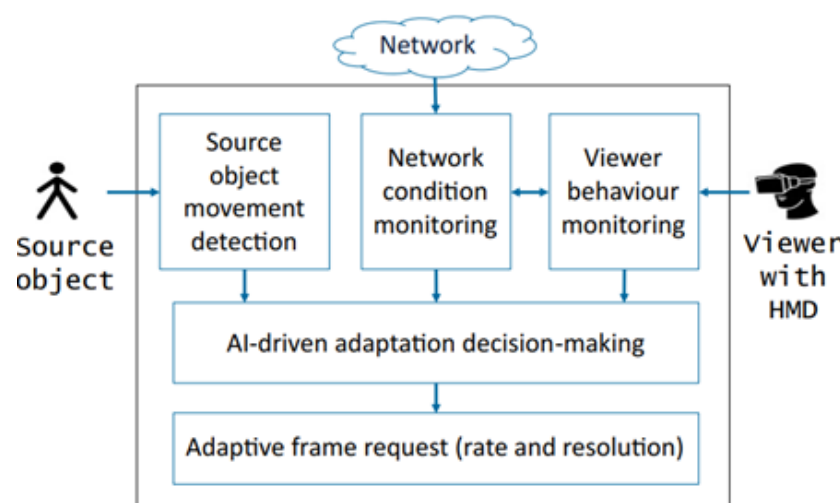 Network
Source
object
movement
detection
Network
condition
monitoring
Viewer
behaviour
monitoring
Source
object
Viewer
with
HMD
AI-driven adaptation decision-making
Adaptive frame request (rate and resolution)